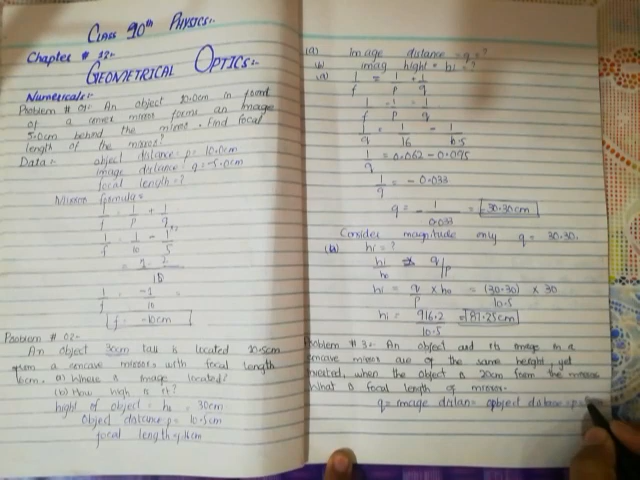 CLASS 10th PHYSICS:-
Chapter # 12:-
GEOMETRICAL OPTICS:-
Numericals:-
Problem # 01:- An object 10.0cm in front
of a convex mirror forms an image
5.0cm behind the mirror. Find focal
length of the mirror?
Data:- object distance = p = 10.0cm
image distance = q = -5.0cm
focal length = ?
Mirror formula =
1/f = 1/p + 1/q
1/f = 1/10 - 1/5
= 1 - 2 / 10
1/f = -1/10
f = -10cm
Problem # 02:-
An object 30cm tall is located 10.5cm
from a concave mirror with focal length
16cm. a) Where is image located?
(b) How high is it?
hight of object = ho = 30cm
Object distance p = 10.5cm
focal length = f = 16cm
(a) image distance = q = ?
(b) imag hight = hi = ?
(a) 1/f = 1/p + 1/q
1/f - 1/p = 1/q
1/q = 1/16 - 1/10.5
1/q = 0.062 - 0.095
1/q = -0.033
q = - 1/0.033 = -30.30cm
Consider magnitude only q = 30.30.
(b) hi = ?
hi/ho = q/p
hi = q/p x ho = (30.30) x 30 / 10.5
hi = 916.2 / 10.5 = 87.25cm
Problem # 3:- An object and its image in a
concave mirror are of the same height, yet
inverted, when the object is 20cm form the mirror
What is focal length of mirror.
q = image distan = object distance = p =